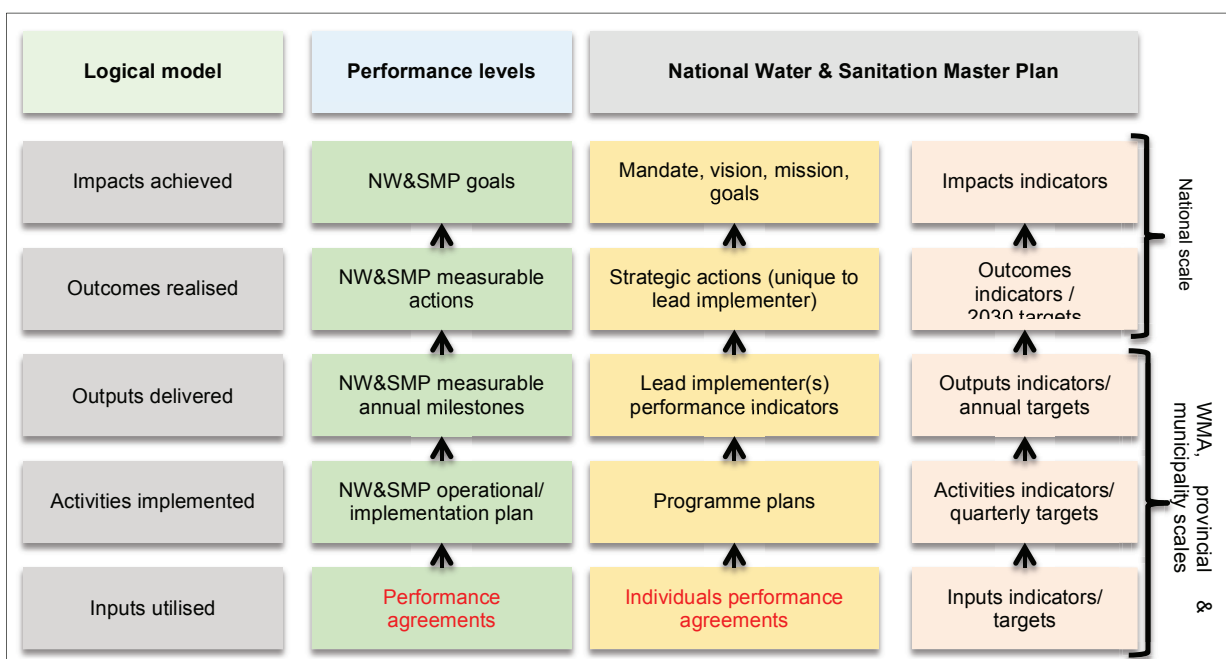 Logical model
Performance levels
National Water & Sanitation Master Plan
Impacts achieved
NW&SMP goals
Mandate, vision, mission,
goals
Impacts indicators
Outcomes realised
NW&SMP measurable
actions
Strategic actions (unique to
lead implementer)
Outcomes
indicators /
2030 targets
National scale
Outputs delivered
NW&SMP measurable
annual milestones
Lead implementer(s)
performance indicators
Outputs indicators/
annual targets
Activities implemented
NW&SMP operational/
implementation plan
Programme plans
Activities indicators/
quarterly targets
Inputs utilised
Performance
agreements
Individuals performance
agreements
Inputs indicators/
targets
WMA, provincial &
municipality scales